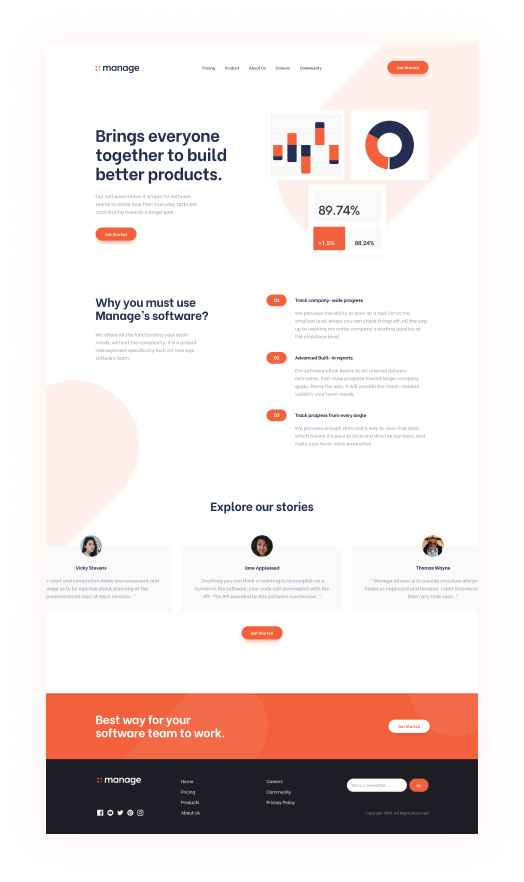 manage
Pricing Product About Us Careers Community
Get Started
Brings everyone
together to build
better products.
Our software makes it simple for software
teams to relate how their everyday tasks are
contributing towards a larger goal.
Get Started
89.74%
+1.5%
88.24%
Why you must use
Manage's software?
We offers all the functionality your team
needs, without the complexity. It is a project
management specifically built for new age
software team.
01 Track company-wide progress
We provides the ability to work on a task list at the
smallest level where you can check things off, all the way
up to tracking my entire company's working pipeline at
the milestone level.
02 Advanced Built-in reports
Our software allow teams to set internal delivery
estimates, that show progress toward larger company
goals. Along the way, it will provide the much-needed
visibility your team needs.
03 Track progress from every angle
We provides enough data and a way to view that data,
which means it's easy to slice and dice the numbers, and
make your team more productive.
Explore our stories
Vicky Stevens
-start and completion dates are convenient and
us to be rigorous about planning at the
predetermined start of each iteration. "
Jane Appleseed
"Anything you can think of wanting to accomplish as a
human in the software, your code can accomplish with the
API. The API provided by this software is extensive. "
Thomas Wayne
" Manage allows us to provide structure and
keeps us organized and focused. I can't stop
them any time soon. "
Get Started
Best way for your
software team to work.
Get Started
manage
Home
Pricing
Products
About Us
Careers
Community
Privacy Policy
Get our newsletter...
Go
Copyright 2021. All Rights Reserved